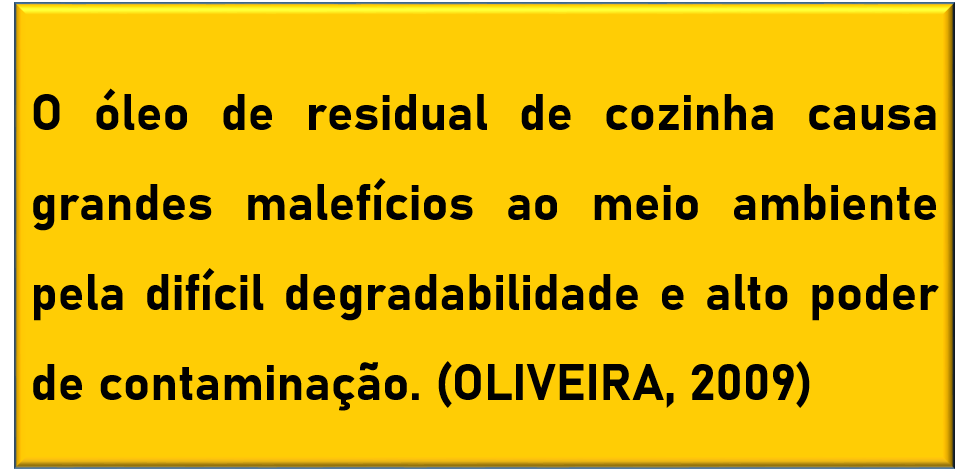 O óleo de residual de cozinha causa
grandes malefícios ao meio ambiente
pela difícil degradabilidade e alto poder
de contaminação. (OLIVEIRA, 2009)